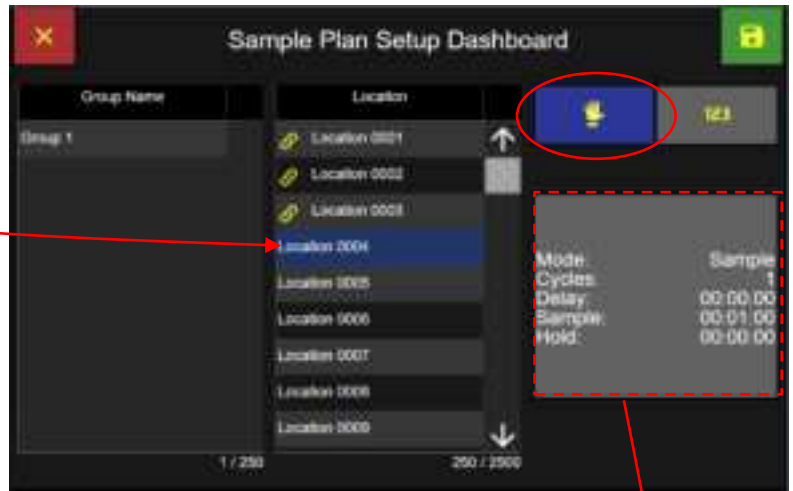 Sample Plan Setup Dashboard
Group Name
Location
123
Group 1
Location 0001
Location 0002
Location 0003
Location 0004
Location 0005
Location 0006
Location 0007
Location 0008
Location 0009
Mode: Sample
Cycles: 1
Delay: 00:00:00
Sample: 00:01:00
Hold: 00:00:00
1 / 250
250 / 2500